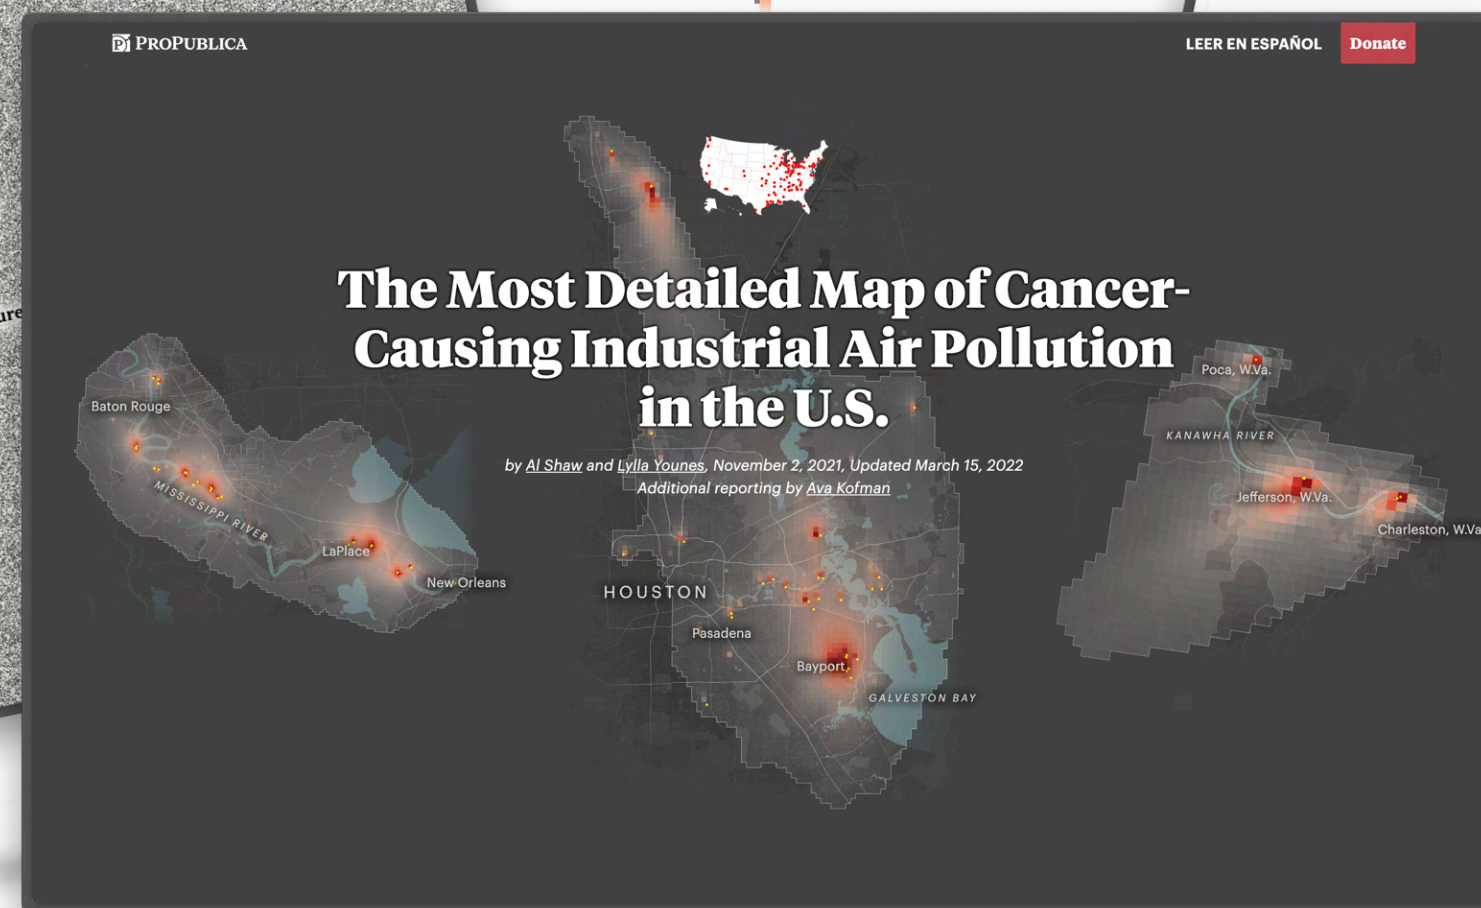 PROPUBLICA
LEER EN ESPAÑOL
Donate
The Most Detailed Map of Cancer-
Causing Industrial Air Pollution
in the U.S.
by Al Shaw and Lylla Younes, November 2, 2021, Updated March 15, 2022
Additional reporting by Ava Kofman
Baton Rouge
MISSISSIPPI RIVER
LaPlace
New Orleans
HOUSTON
Pasadena
Bayport
GALVESTON BAY
Poca, W.Va.
KANAWHA RIVER
Jefferson, W.Va.
Charleston, W.Va